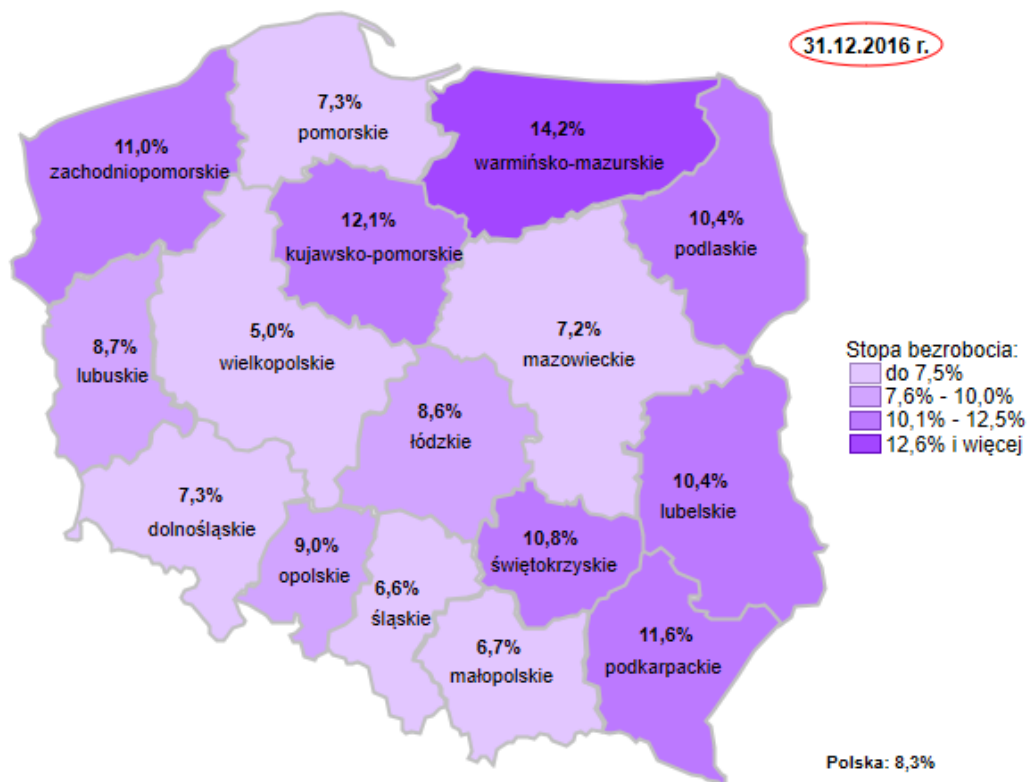 31.12.2016 r.
7,3%
pomorskie
14,2%
warmińsko-mazurskie
11,0%
zachodniopomorskie
12,1%
kujawsko-pomorskie
10,4%
podlaskie
8,7%
lubuskie
5,0%
wielkopolskie
7,2%
mazowieckie
Stopa bezrobocia:
do 7,5%
7,6% - 10,0%
10,1% - 12,5%
12,6% i więcej
8,6%
łódzkie
7,3%
dolnośląskie
10,4%
lubelskie
9,0%
opolskie
6,6%
śląskie
10,8%
świętokrzyskie
6,7%
małopolskie
11,6%
podkarpackie
Polska: 8,3%